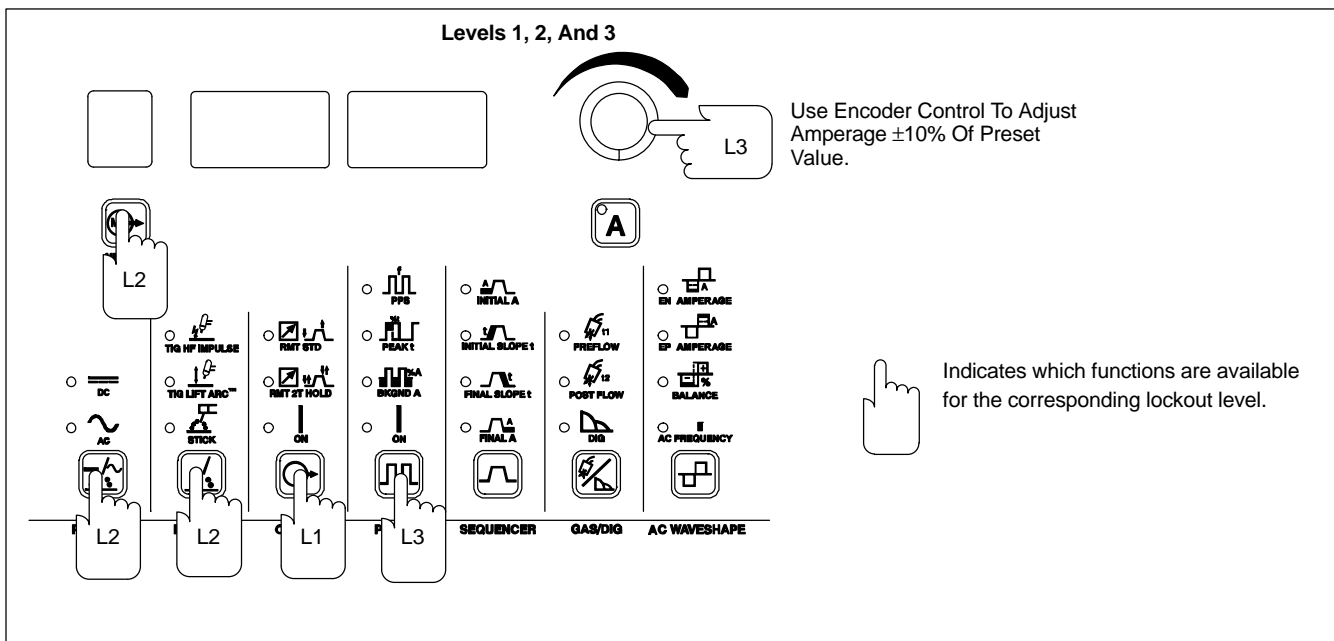 Levels 1, 2, And 3
L3
Use Encoder Control To Adjust
Amperage ±10% Of Preset
Value.
A
L2
f
PPS
A
INITIAL A
A
EN AMPERAGE
TIG HF IMPULSE
RMT STD
%t
PEAK t
t
INITIAL SLOPE t
t1
PREFLOW
A
EP AMPERAGE
DC
TIG LIFT ARC™
RMT 2T HOLD
%A
BKGND A
t
FINAL SLOPE t
t2
POST FLOW
%
BALANCE
AC
STICK
ON
ON
A
FINAL A
DIG
AC FREQUENCY
Indicates which functions are available
for the corresponding lockout level.
L2
L2
L1
L3
SEQUENCER
GAS/DIG
AC WAVESHAPE